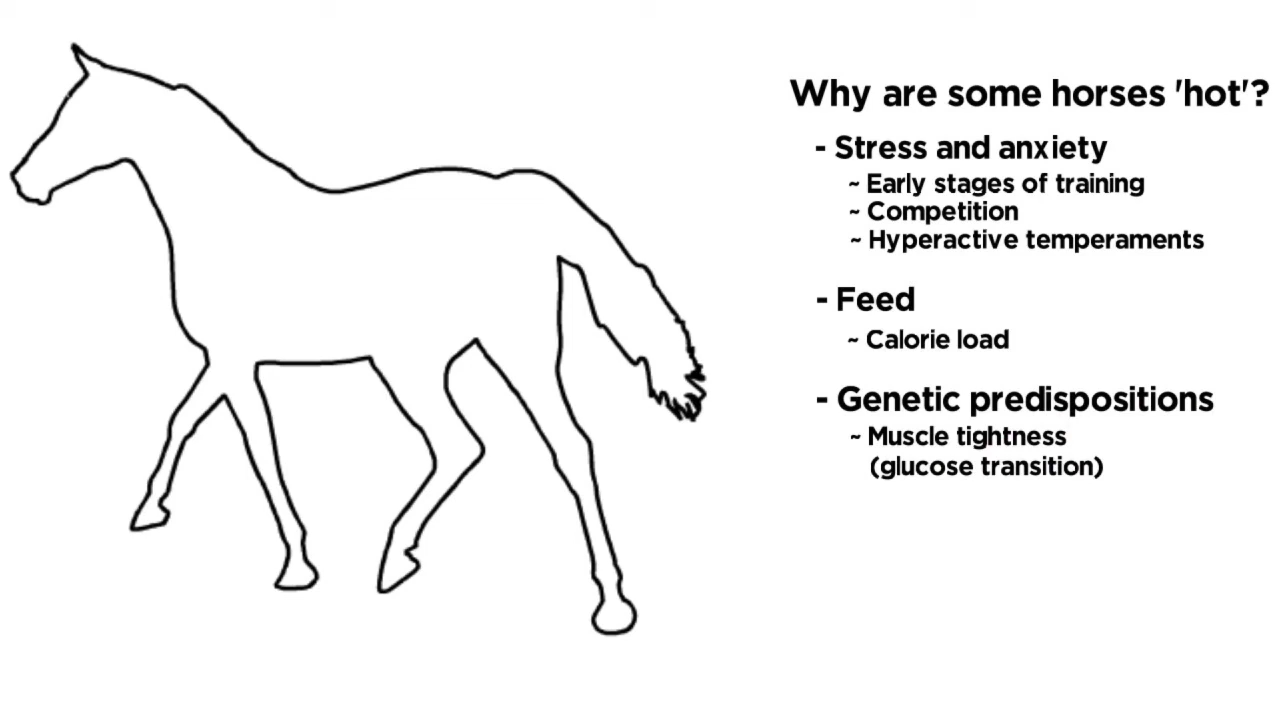 Why are some horses 'hot'?
- Stress and anxiety
~ Early stages of training
~ Competition
~ Hyperactive temperaments
- Feed
~ Calorie load
- Genetic predispositions
~ Muscle tightness
(glucose transition)